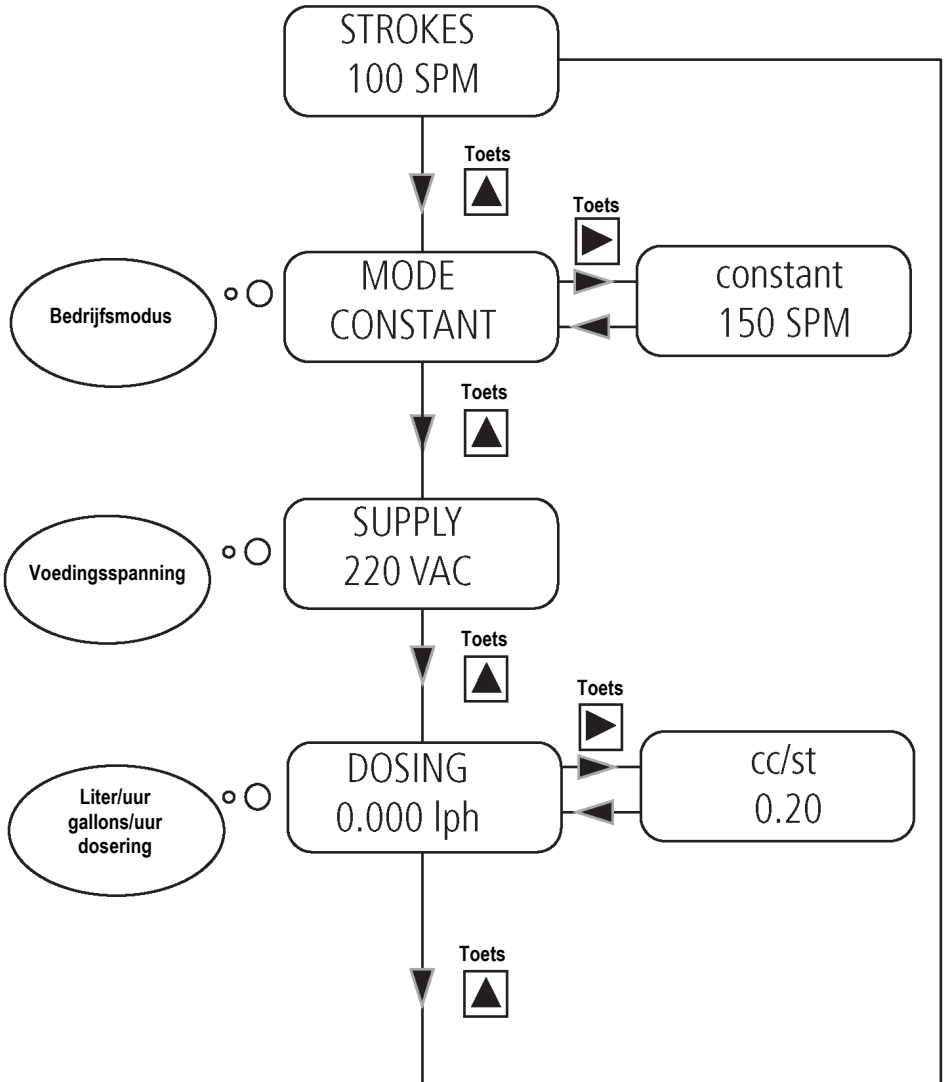 STROKES
100 SPM
Toets
Toets
Bedrijfsmodus
MODE
CONSTANT
constant
150 SPM
Toets
Voedingsspanning
SUPPLY
220 VAC
Toets
Toets
Liter/uur
gallons/uur
dosering
DOSING
0.000 lph
cc/st
0.20
Toets